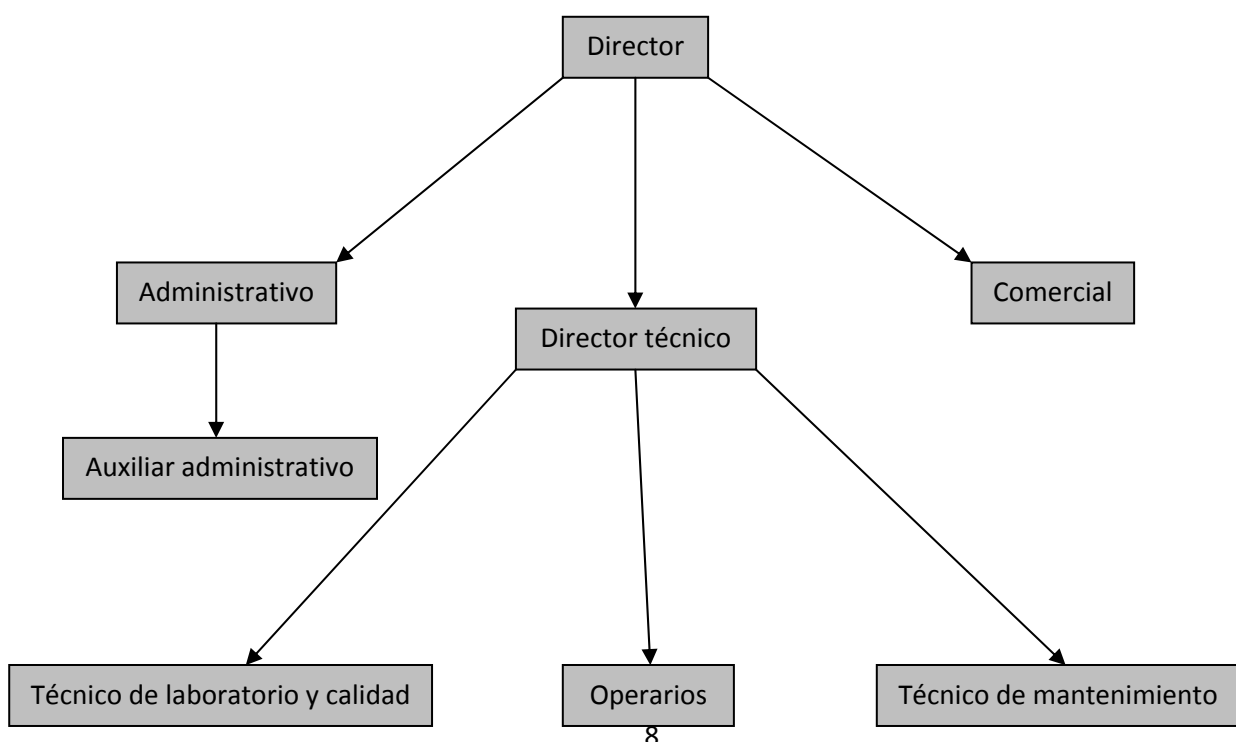 Director
Administrativo
Comercial
Director técnico
Auxiliar administrativo
Técnico de laboratorio y calidad
Operarios
Técnico de mantenimiento
8